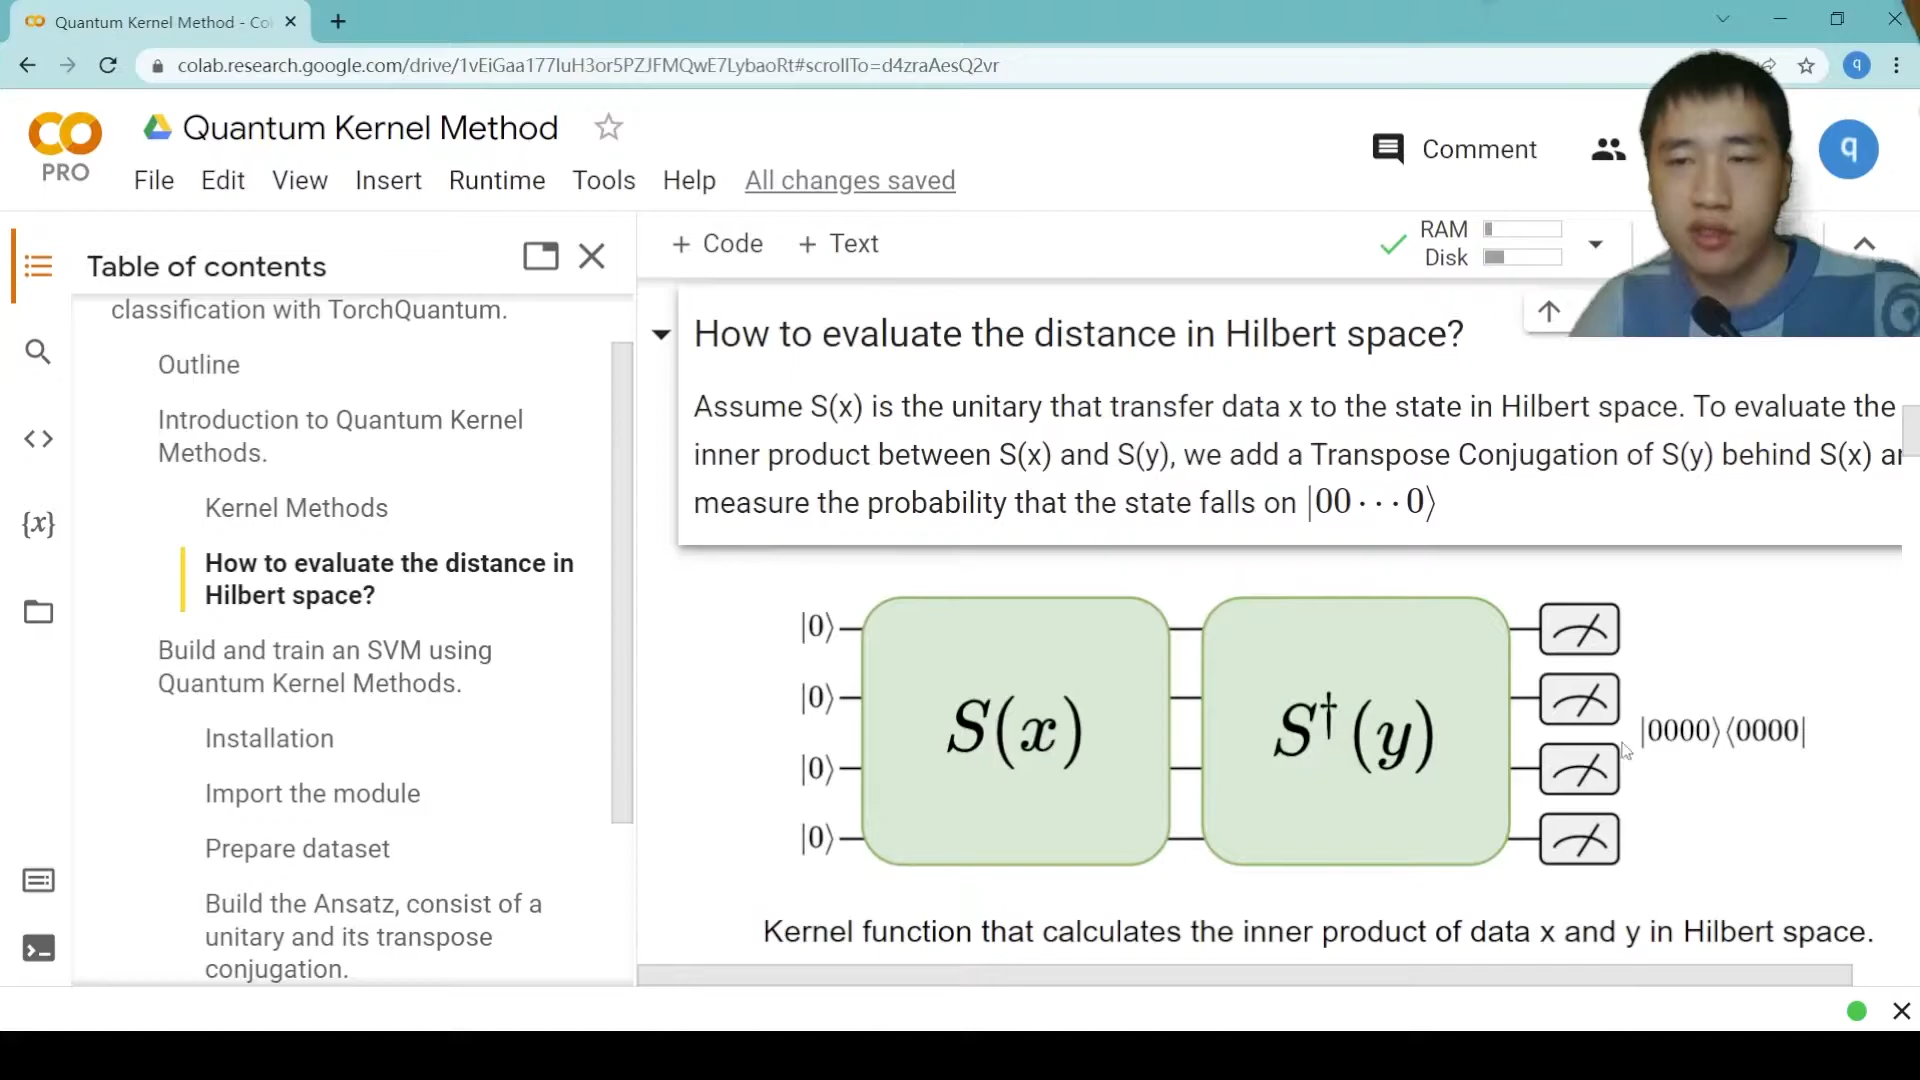 Quantum Kernel Method - Co
colab.research.google.com/drive/1vEiGaa177IuH3or5PZJFMQwE7LybaoRt#scrollTo=d4zraAesQ2vr
q
PRO
Quantum Kernel Method
File Edit View Insert Runtime Tools Help All changes saved
Comment
q
Table of contents
classification with TorchQuantum.
Outline
Introduction to Quantum Kernel
Methods.
Kernel Methods
How to evaluate the distance in
Hilbert space?
Build and train an SVM using
Quantum Kernel Methods.
Installation
Import the module
Prepare dataset
Build the Ansatz, consist of a
unitary and its transpose
conjugation.
{x}
+ Code + Text
RAM
Disk
How to evaluate the distance in Hilbert space?
Assume S(x) is the unitary that transfer data x to the state in Hilbert space. To evaluate the
inner product between S(x) and S(y), we add a Transpose Conjugation of S(y) behind S(x) ar
measure the probability that the state falls on |00⋯0⟩
|0⟩
|0⟩
|0⟩
|0⟩
S(x)
S†(y)
|0000⟩⟨0000|
Kernel function that calculates the inner product of data x and y in Hilbert space.